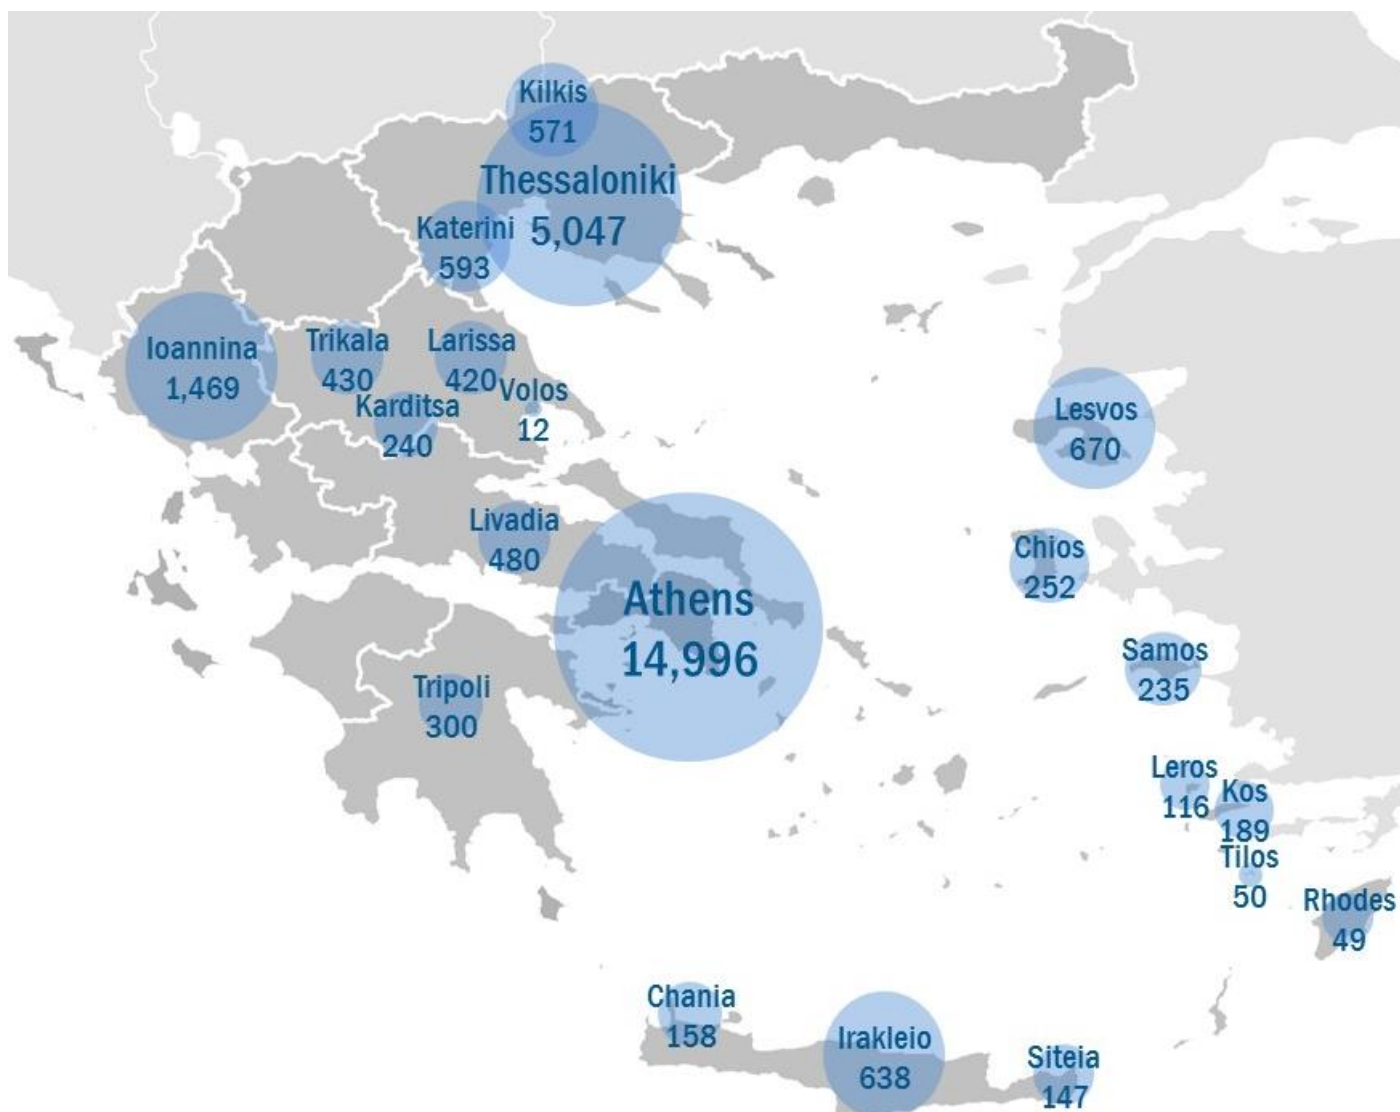 Kilkis
571
Thessaloniki
5,047
Katerini
593
Ioannina
1,469
Trikala
430
Larissa
420
Volos
12
Karditsa
240
Lesvos
670
Livadia
480
Chios
252
Athens
14,996
Samos
235
Tripoli
300
Leros
116
Kos
189
Tilos
50
Rhodes
49
Chania
158
Irakleio
638
Siteia
147